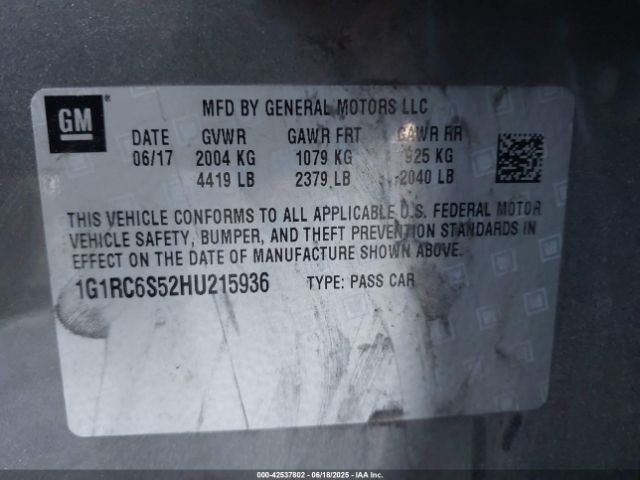 GM ®
MFD BY GENERAL MOTORS LLC
DATE GVWR GAWR FRT GAWR RR
06/17 2004 KG 1079 KG 925 KG
4419 LB 2379 LB 2040 LB
THIS VEHICLE CONFORMS TO ALL APPLICABLE U.S. FEDERAL MOTOR
VEHICLE SAFETY, BUMPER, AND THEFT PREVENTION STANDARDS IN
EFFECT ON THE DATE OF MANUFACTURE SHOWN ABOVE.
1G1RC6S52HU215936 TYPE: PASS CAR
000-42537802 / 06/18/2025 / IAA Inc.